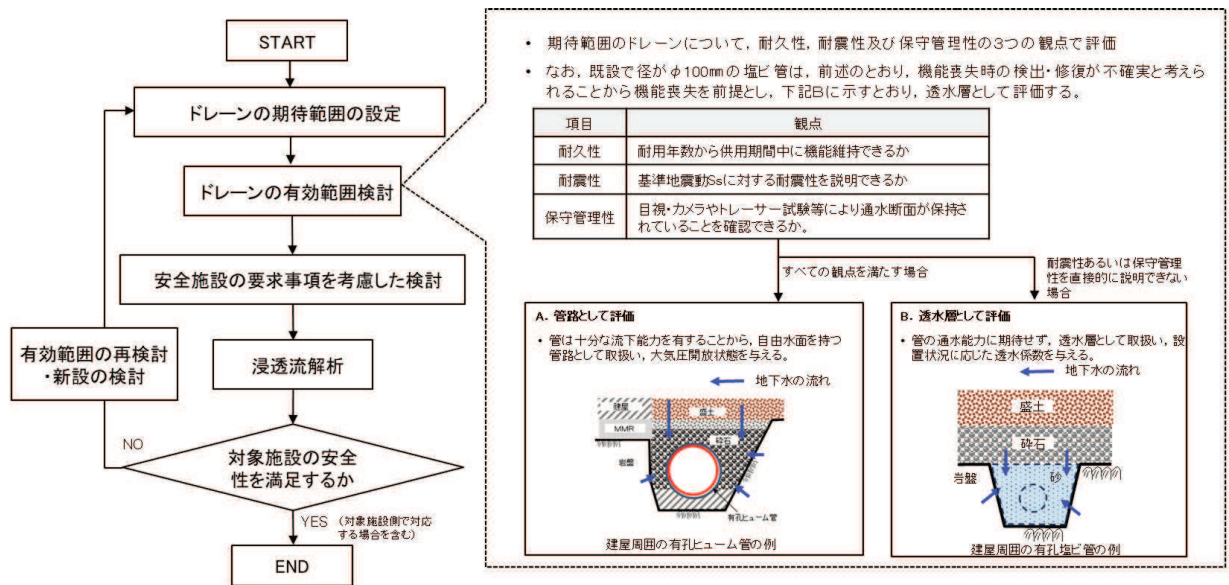 START
ドレーンの期待範囲の設定
ドレーンの有効範囲検討
安全施設の要求事項を考慮した検討
有効範囲の再検討
・新設の検討
浸透流解析
NO
対象施設の安全
性を満足するか
YES (対象施設側で対応
する場合を含む)
END
• 期待範囲のドレーンについて，耐久性，耐震性及び保守管理性の3つの観点で評価
• なお，既設で径がφ100㎜の塩ビ管は，前述のとおり，機能喪失時の検出・修復が不確実と考えら
れることから機能喪失を前提とし，下記Bに示すとおり，透水層として評価する。
項目 観点
耐久性 耐用年数から供用期間中に機能維持できるか
耐震性 基準地震動Ssに対する耐震性を説明できるか
保守管理性 目視・カメラやトレーサー試験等により通水断面が保持さ
れていることを確認できるか。
すべての観点を満たす場合
耐震性あるいは保守管理
性を直接的に説明できない
場合
A. 管路として評価
• 管は十分な流下能力を有することから，自由水面を持つ
管路として取扱い，大気圧開放状態を与える。
地下水の流れ
建屋
盛土
MMR
砕石
岩盤
有孔ヒューム管
建屋周囲の有孔ヒューム管の例
B. 透水層として評価
• 管の通水能力に期待せず，透水層として取扱い，設
置状況に応じた透水係数を与える。
地下水の流れ
盛土
砕石
岩盤
砂
建屋周囲の有孔塩ビ管の例